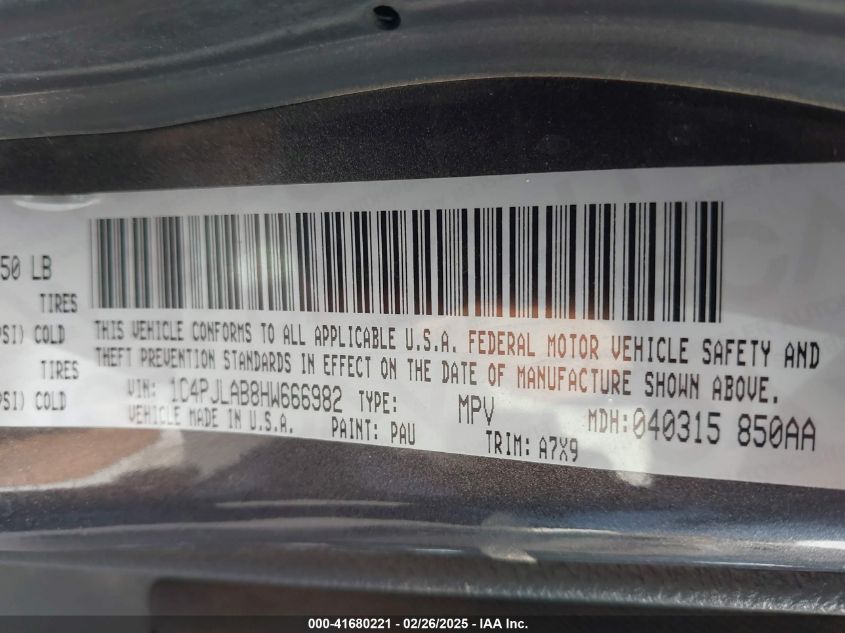 50 LB
TIRES
PSI) COLD
TIRES
PSI) COLD
THIS VEHICLE CONFORMS TO ALL APPLICABLE U.S.A. FEDERAL MOTOR VEHICLE SAFETY AND
THEFT PREVENTION STANDARDS IN EFFECT ON THE DATE OF MANUFACTURE SHOWN ABOVE.
VIN: 1C4PJLAB8HW666982 TYPE: MPV MDH:040315 850AA
VEHICLE MADE IN U.S.A. PAINT: PAU TRIM: A7X9
000-41680221 - 02/26/2025 - IAA Inc.